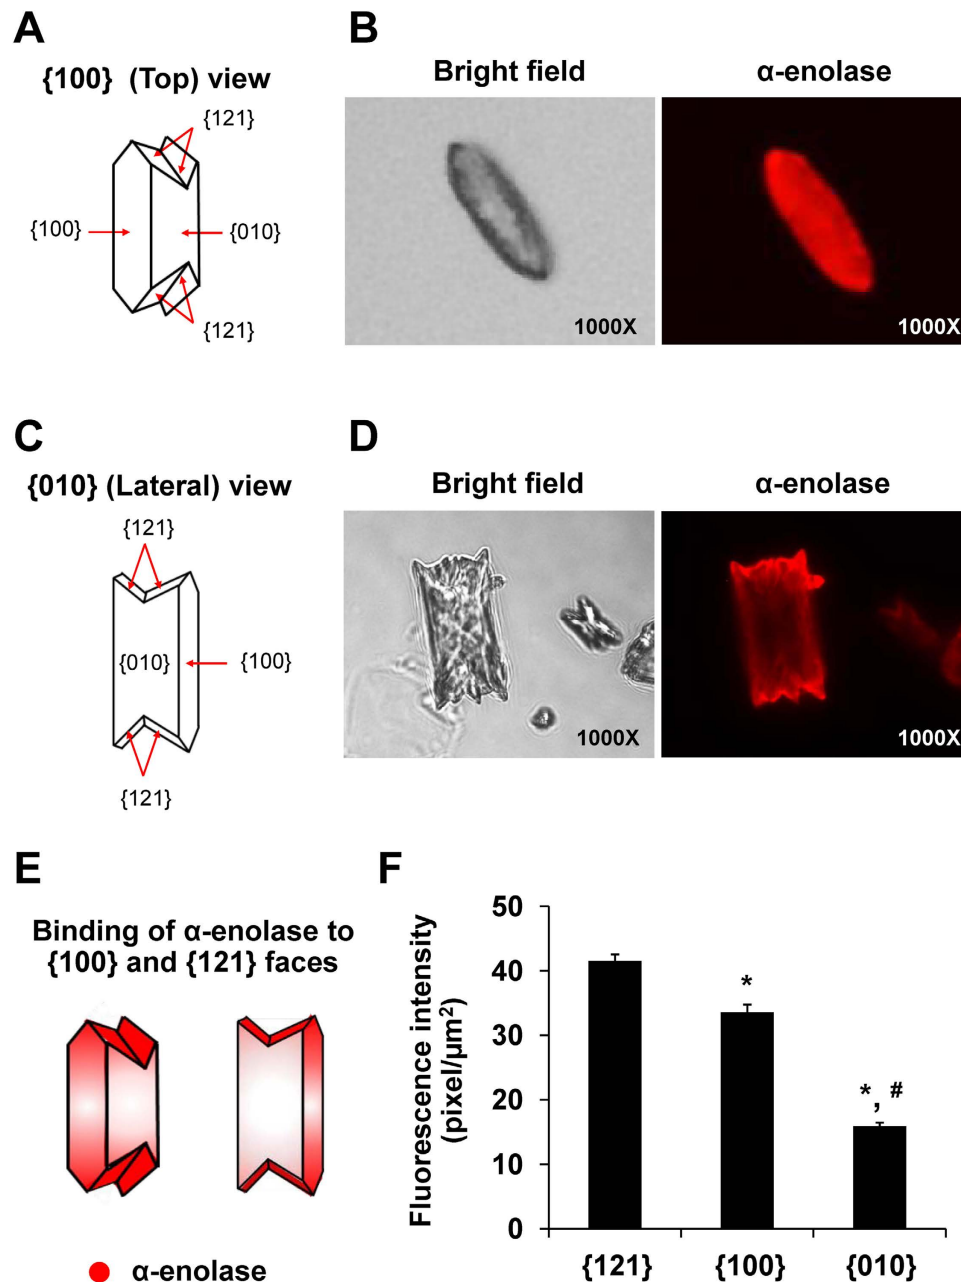 A
{100} (Top) view
{121}
{100}
{010}
{121}
B
Bright field
α-enolase
1000X
1000X
C
{010} (Lateral) view
{121}
{010}
{100}
{121}
D
Bright field
α-enolase
1000X
1000X
E
Binding of α-enolase to
{100} and {121} faces
α-enolase
F
Fluorescence intensity
(pixel/µm²)
50
40
30
20
10
0
*
*, #
{121}
{100}
{010}